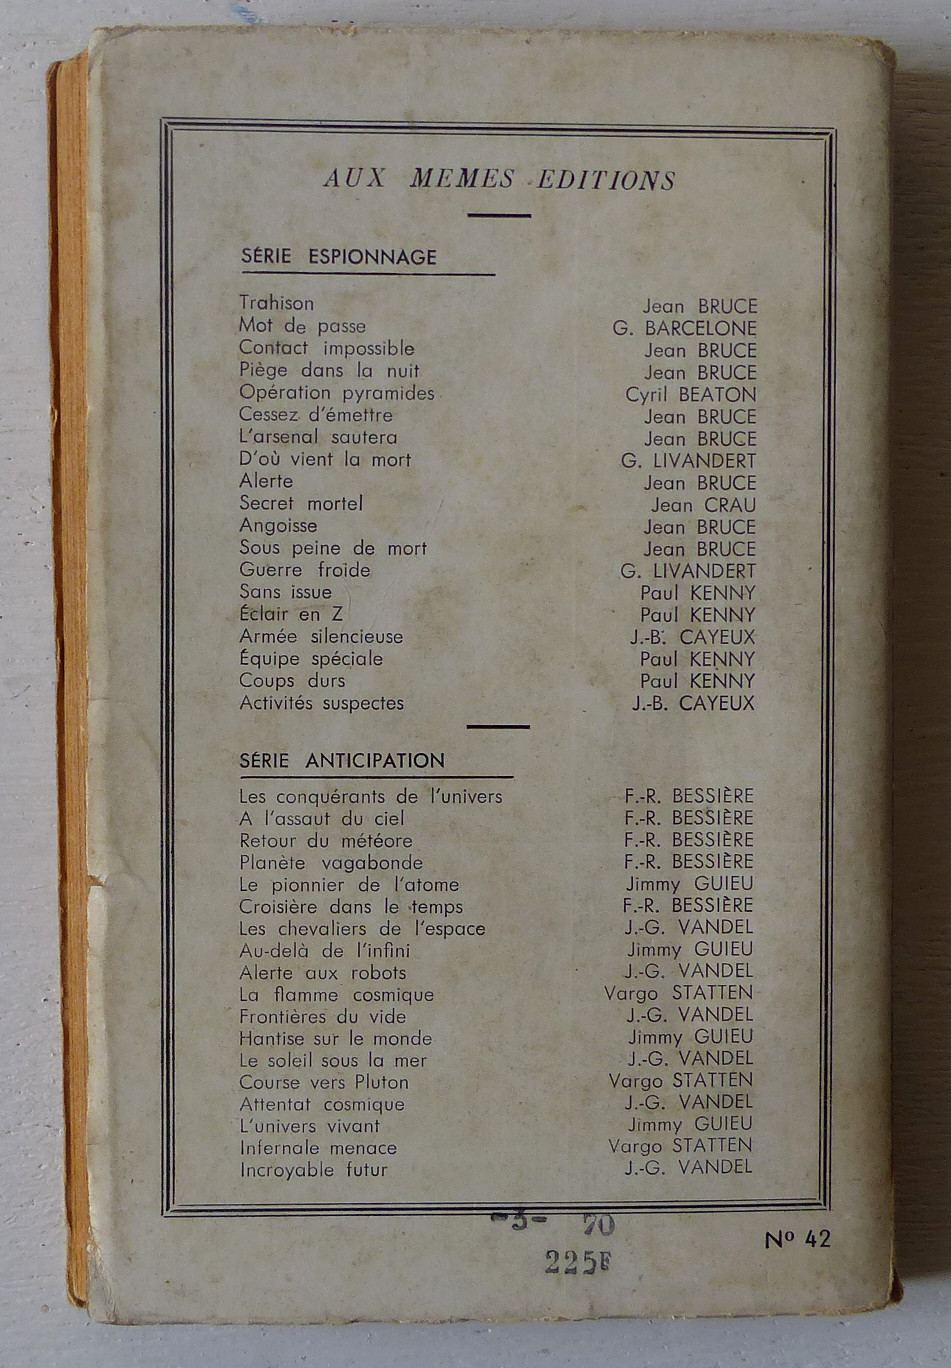 AUX MEMES EDITIONS
SÉRIE ESPIONNAGE
Trahison Jean BRUCE
Mot de passe G. BARCELONE
Contact impossible Jean BRUCE
Piège dans la nuit Jean BRUCE
Opération pyramides Cyril BEATON
Cessez d'émettre Jean BRUCE
L'arsenal sautera Jean BRUCE
D'où vient la mort G. LIVANDERT
Alerte Jean BRUCE
Secret mortel Jean CRAU
Angoisse Jean BRUCE
Sous peine de mort Jean BRUCE
Guerre froide G. LIVANDERT
Sans issue Paul KENNY
Éclair en Z Paul KENNY
Armée silencieuse J.-B. CAYEUX
Équipe spéciale Paul KENNY
Coups durs Paul KENNY
Activités suspectes J.-B. CAYEUX
SÉRIE ANTICIPATION
Les conquérants de l'univers F.-R. BESSIÈRE
A l'assaut du ciel F.-R. BESSIÈRE
Retour du météore F.-R. BESSIÈRE
Planète vagabonde F.-R. BESSIÈRE
Le pionnier de l'atome Jimmy GUIEU
Croisière dans le temps F.-R. BESSIÈRE
Les chevaliers de l'espace J.-G. VANDEL
Au-delà de l'infini Jimmy GUIEU
Alerte aux robots J.-G. VANDEL
La flamme cosmique Vargo STATTEN
Frontières du vide J.-G. VANDEL
Hantise sur le monde Jimmy GUIEU
Le soleil sous la mer J.-G. VANDEL
Course vers Pluton Vargo STATTEN
Attentat cosmique J.-G. VANDEL
L'univers vivant Jimmy GUIEU
Infernale menace Vargo STATTEN
Incroyable futur J.-G. VANDEL
-3- 70
Nº 42
225F